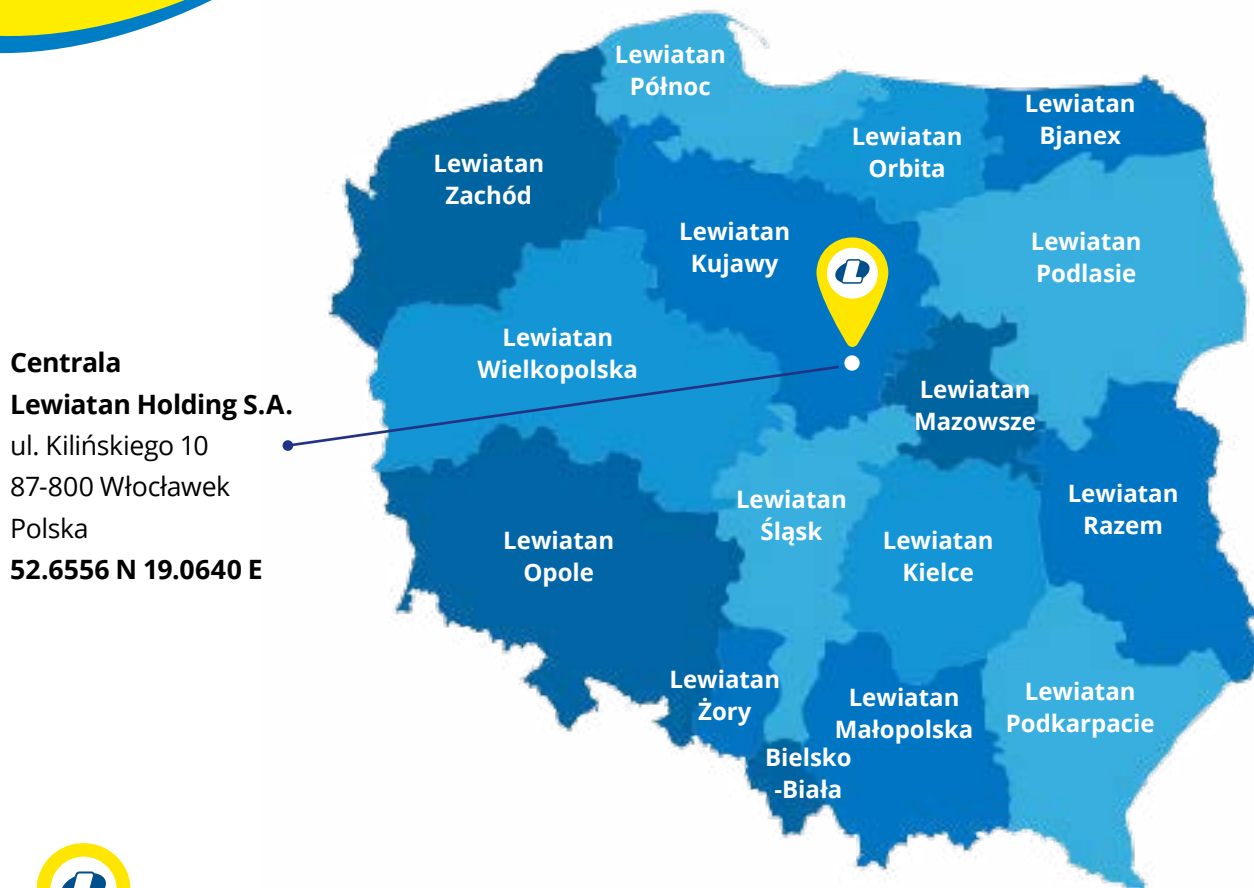 Lewiatan
Północ
Lewiatan
Bjanex
Lewiatan
Orbita
Lewiatan
Zachód
Lewiatan
Kujawy
Lewiatan
Podlasie
Lewiatan
Wielkopolska
Lewiatan
Mazowsze
Centrala
Lewiatan Holding S.A.
ul. Kilińskiego 10
87-800 Włocławek
Polska
52.6556 N 19.0640 E
Lewiatan
Śląsk
Lewiatan
Razem
Lewiatan
Opole
Lewiatan
Kielce
Lewiatan
Żory
Lewiatan
Małopolska
Lewiatan
Podkarpacie
Bielsko
-Biała